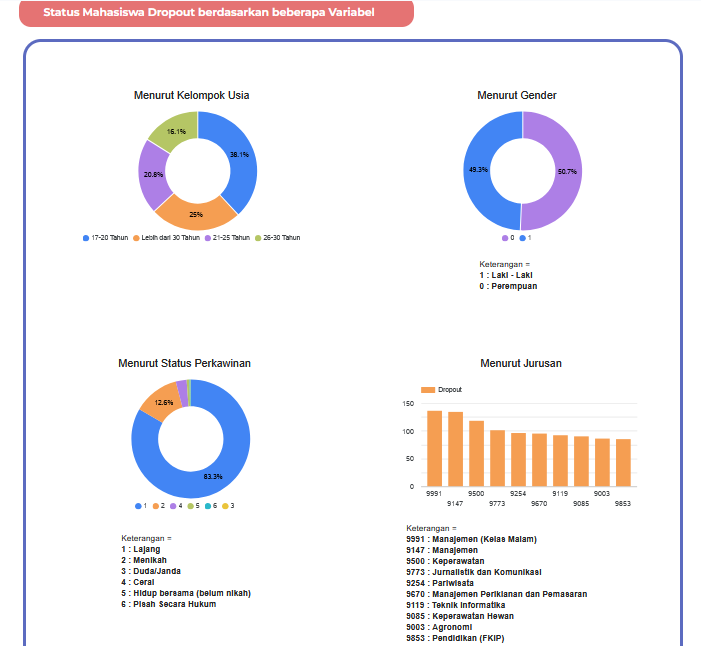 Status Mahasiswa Dropout berdasarkan beberapa Variabel
Menurut Kelompok Usia
16.1%
38.1%
20.8%
25%
17-20 Tahun Lebih dari 30 Tahun 21-25 Tahun 26-30 Tahun
Menurut Gender
49.3%
50.7%
0 1
Keterangan =
1 : Laki - Laki
0 : Perempuan
Menurut Status Perkawinan
12.6%
83.3%
1 2 4 5 6 3
Keterangan =
1 : Lajang
2 : Menikah
3 : Duda/Janda
4 : Cerai
5 : Hidup bersama (belum nikah)
6 : Pisah Secara Hukum
Menurut Jurusan
Dropout
150
100
50
0
9991 9500 9254 9119 9003
9147 9773 9670 9085 9853
Keterangan =
9991 : Manajemen (Kelas Malam)
9147 : Manajemen
9500 : Keperawatan
9773 : Jurnalistik dan Komunikasi
9254 : Pariwisata
9670 : Manajemen Periklanan dan Pemasaran
9119 : Teknik Informatika
9085 : Keperawatan Hewan
9003 : Agronomi
9853 : Pendidikan (FKIP)